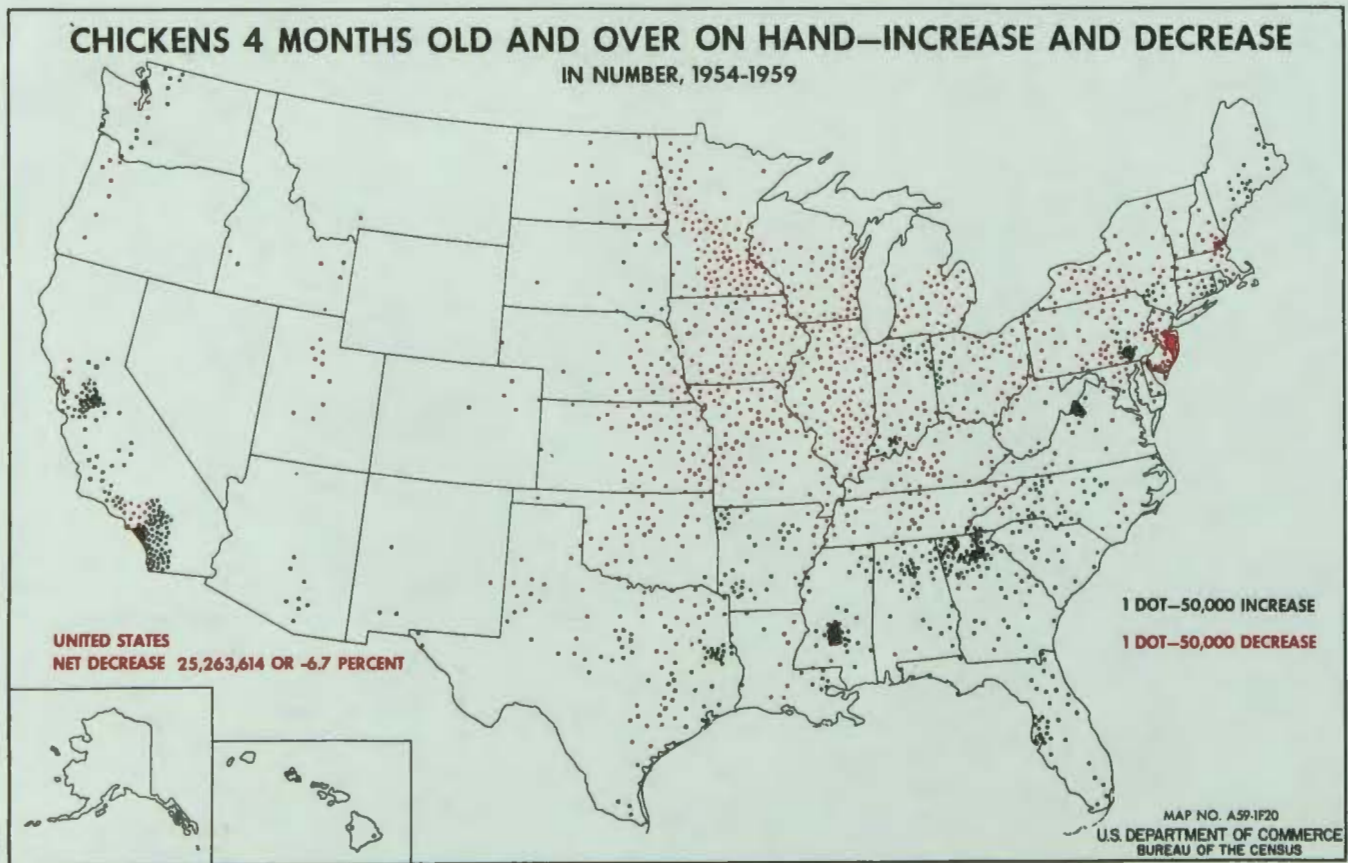 CHICKENS 4 MONTHS OLD AND OVER ON HAND—INCREASE AND DECREASE
IN NUMBER, 1954-1959
1 DOT—50,000 INCREASE
1 DOT—50,000 DECREASE
UNITED STATES
NET DECREASE 25,263,614 OR -6.7 PERCENT
MAP NO. A59-1F20
U.S. DEPARTMENT OF COMMERCE
BUREAU OF THE CENSUS